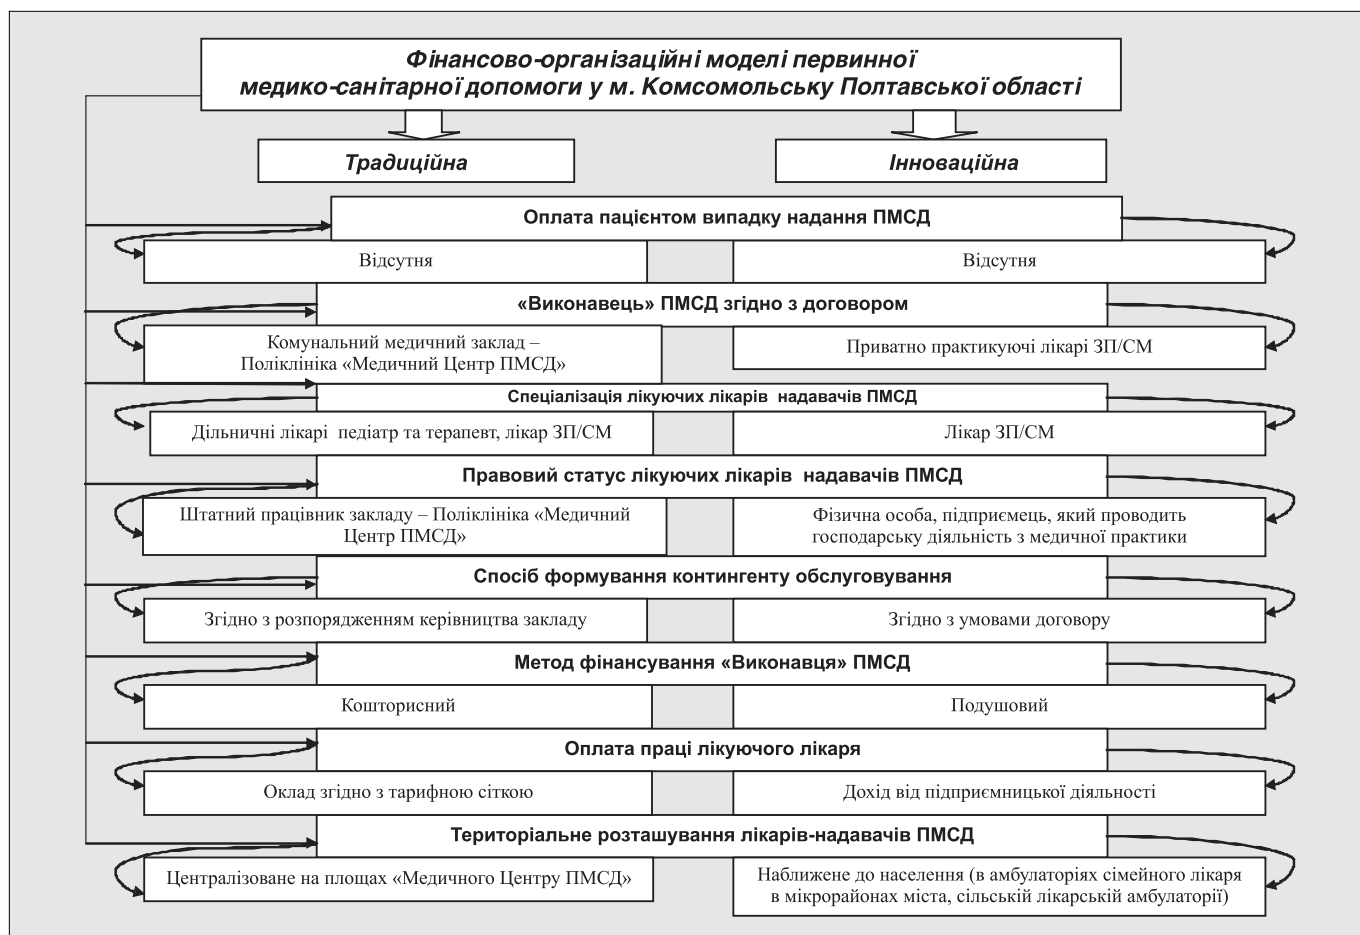 Фінансово-організаційні моделі первинної
медико-санітарної допомоги у м. Комсомольську Полтавської області
Традиційна
Інноваційна
Оплата пацієнтом випадку надання ПМСД
Відсутня
Відсутня
«Виконавець» ПМСД згідно з договором
Комунальний медичний заклад –
Поліклініка «Медичний Центр ПМСД»
Приватно практикуючі лікарі ЗП/СМ
Спеціалізація лікуючих лікарів надавачів ПМСД
Дільничні лікарі педіатр та терапевт, лікар ЗП/СМ
Лікар ЗП/СМ
Правовий статус лікуючих лікарів надавачів ПМСД
Штатний працівник закладу – Поліклініка «Медичний
Центр ПМСД»
Фізична особа, підприємець, який проводить
господарську діяльність з медичної практики
Спосіб формування контингенту обслуговування
Згідно з розпорядженням керівництва закладу
Згідно з умовами договору
Метод фінансування «Виконавця» ПМСД
Кошторисний
Подушовий
Оплата праці лікуючого лікаря
Оклад згідно з тарифною сіткою
Дохід від підприємницької діяльності
Територіальне розташування лікарів-надавачів ПМСД
Централізоване на площах «Медичного Центру ПМСД»
Наближене до населення (в амбулаторіях сімейного лікаря
в мікрорайонах міста, сільській лікарській амбулаторії)